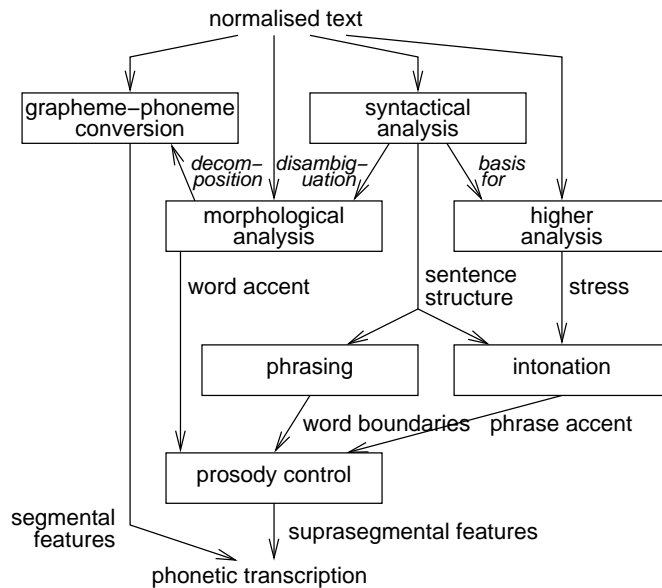 normalised text
grapheme−phoneme
conversion
syntactical
analysis
decom−
position
disambig−
uation
basis
for
morphological
analysis
higher
analysis
word accent
sentence
structure
stress
phrasing
intonation
word boundaries
phrase accent
prosody control
segmental
features
suprasegmental features
phonetic transcription